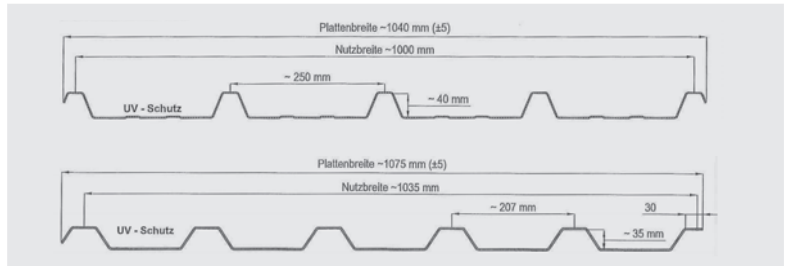 Plattenbreite ~1040 mm (±5)
Nutzbreite ~1000 mm
~ 250 mm
~ 40 mm
UV - Schutz
Plattenbreite ~1075 mm (±5)
Nutzbreite ~1035 mm
~ 207 mm
30
UV - Schutz
~ 35 mm